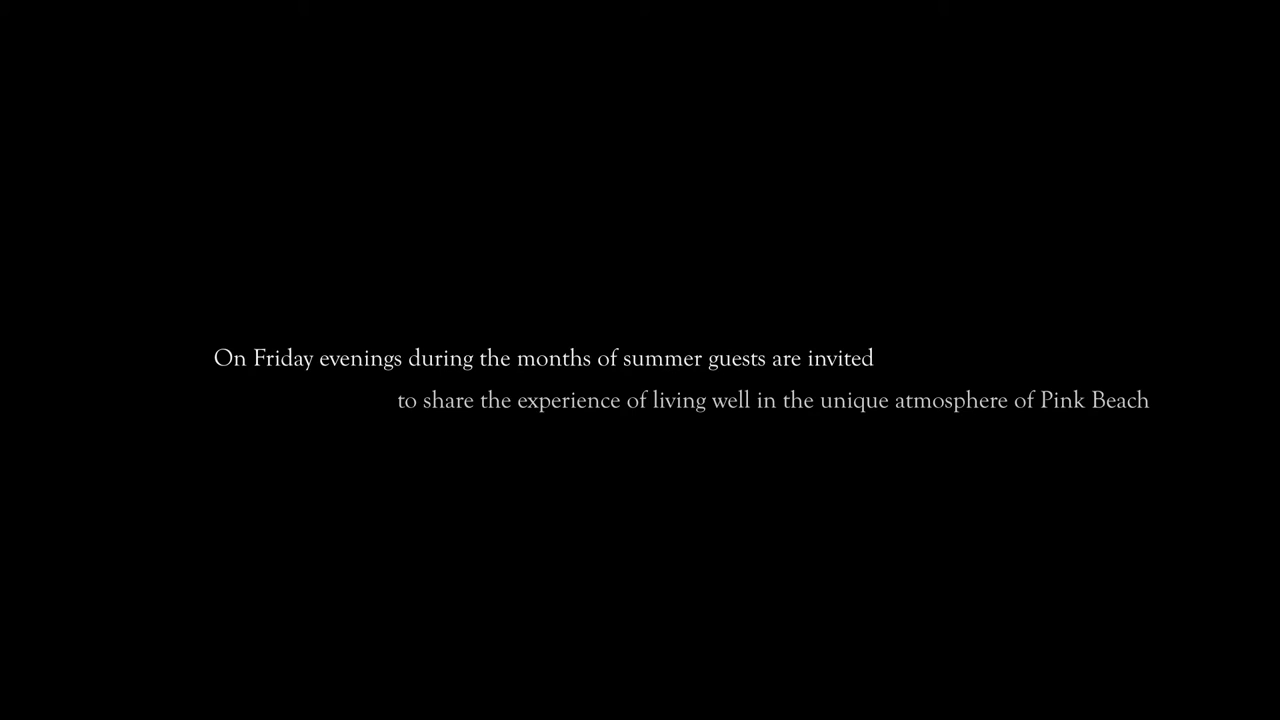 On Friday evenings during the months of summer guests are invited
to share the experience of living well in the unique atmosphere of Pink Beach